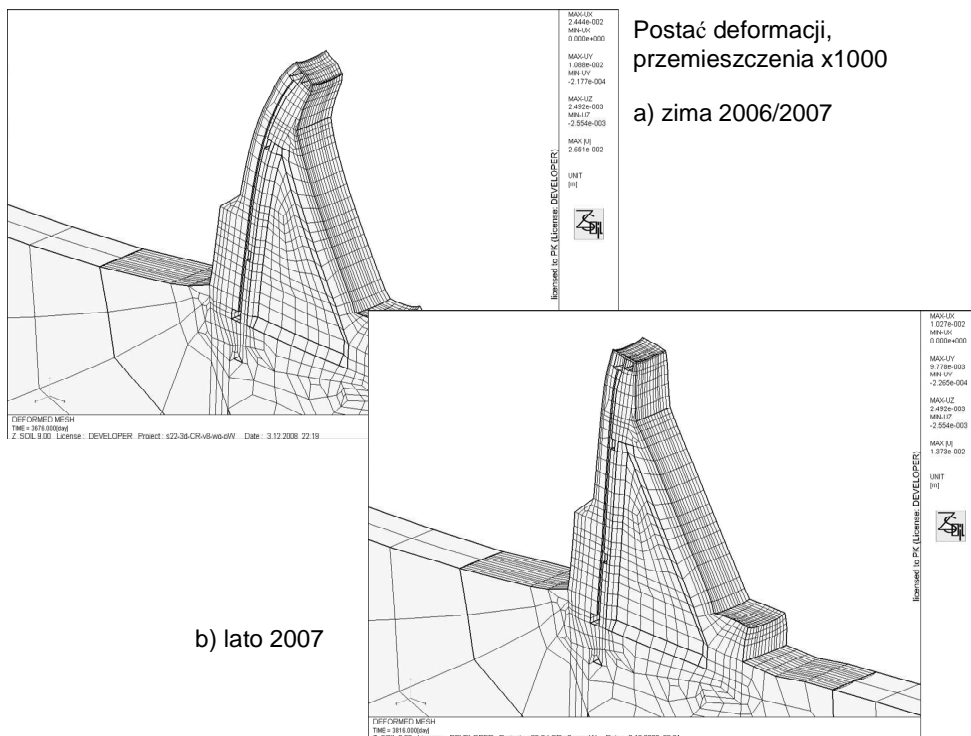 MAX-UX
2.444e-002
MIN-UX
0.000e+000
MAX-UY
1.088e-002
MIN-UY
-2.177e-004
MAX-UZ
2.492e-003
MIN-UZ
-2.554e-003
MAX |U|
2.661e-002
UNIT
[m]
licensed to PK (License: DEVELOPER)
DEFORMED MESH
TIME = 3676.000[day]
Z_SOIL 9.00 License : DEVELOPER Project : s22-3d-CR-v8-wq-pW Date : 3.12.2008 22:19
Postać deformacji,
przemieszczenia x1000
a) zima 2006/2007
MAX-UX
1.027e-002
MIN-UX
0.000e+000
MAX-UY
9.778e-003
MIN-UY
-2.265e-004
MAX-UZ
2.492e-003
MIN-UZ
-2.554e-003
MAX |U|
1.373e-002
UNIT
[m]
licensed to PK (License: DEVELOPER)
b) lato 2007
DEFORMED MESH
TIME = 3816.000[day]